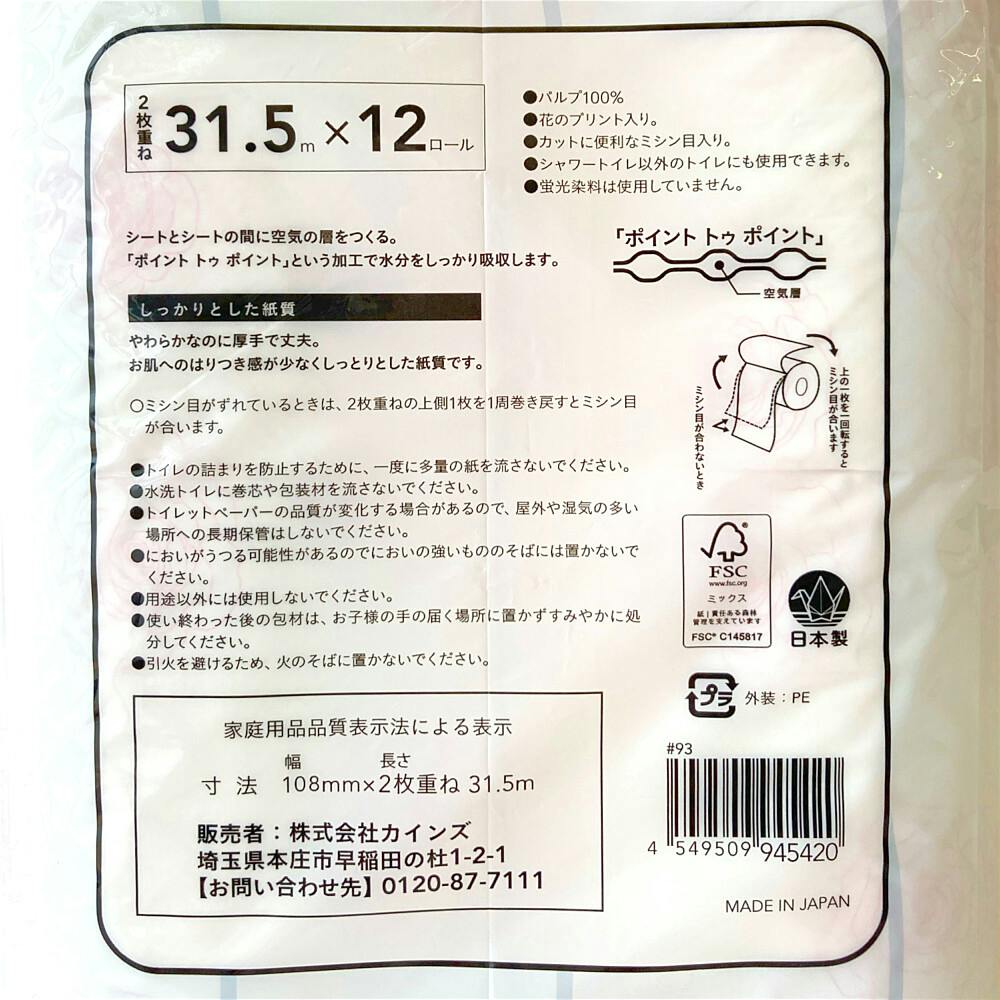 2枚重ね 31.5m×12ロール
●パルプ100%
●花のプリント入り。
●カットに便利なミシン目入り。
●シャワートイレ以外のトイレにも使用できます。
●蛍光染料は使用していません。
シートとシートの間に空気の層をつくる。
「ポイント トゥ ポイント」という加工で水分をしっかり吸収します。
「ポイント トゥ ポイント」
空気層
しっかりとした紙質
やわらかなのに厚手で丈夫。
お肌へのはりつき感が少なくしっとりとした紙質です。
○ミシン目がずれているときは、2枚重ねの上側1枚を1周巻き戻すとミシン目
が合います。
上の一枚を一回転すると
ミシン目が合います
ミシン目が合わないとき
●トイレの詰まりを防止するために、一度に多量の紙を流さないでください。
●水洗トイレに巻芯や包装材を流さないでください。
●トイレットペーパーの品質が変化する場合があるので、屋外や湿気の多い
場所への長期保管はしないでください。
●においがうつる可能性があるのでにおいの強いもののそばには置かないで
ください。
●用途以外には使用しないでください。
●使い終わった後の包材は、お子様の手の届く場所に置かずすみやかに処
分してください。
●引火を避けるため、火のそばに置かないでください。
FSC
www.fsc.org
ミックス
紙|責任ある森林
管理を支えています
FSC® C145817
日本製
プラ 外装:PE
家庭用品品質表示法による表示
幅 長さ
寸 法 108mm×2枚重ね 31.5m
販売者:株式会社カインズ
埼玉県本庄市早稲田の杜1-2-1
【お問い合わせ先】0120-87-7111
#93
4 549509 945420
MADE IN JAPAN